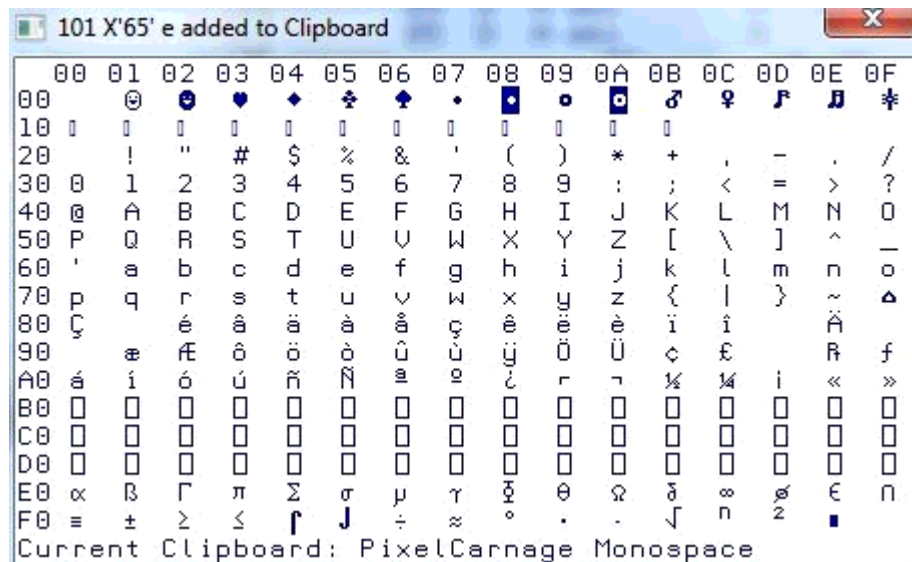 101 X'65' e added to Clipboard
X
00 01 02 03 04 05 06 07 08 09 0A 0B 0C 0D 0E 0F
00 ☺ ☻ ♥ ♦ ♣ ♠ • ◘ ○ ◙ ♂ ♀ ♪ ♫ ☼
10 ▯ ▯ ▯ ▯ ▯ ▯ ▯ ▯ ▯ ▯ ▯ ▯
20 ! " # $ % & ' ( ) * + , - . /
30 0 1 2 3 4 5 6 7 8 9 : ; < = > ?
40 @ A B C D E F G H I J K L M N O
50 P Q R S T U V W X Y Z [ \ ] ^ _
60 ' a b c d e f g h i j k l m n o
70 p q r s t u v w x y z { | } ~ ⌂
80 Ç é â ä à å ç ê ë è ï î Ä
90 æ Æ ô ö ò û ù ÿ Ö Ü ¢ £ ₧ ƒ
A0 á í ó ú ñ Ñ ª º ¿ ⌐ ¬ ½ ¼ ¡ « »
B0 □ □ □ □ □ □ □ □ □ □ □ □ □ □ □ □
C0 □ □ □ □ □ □ □ □ □ □ □ □ □ □ □ □
D0 □ □ □ □ □ □ □ □ □ □ □ □ □ □ □ □
E0 α ß Γ π Σ σ µ γ Φ θ Ω δ ∞ ø ∈ ∩
F0 ≡ ± ≥ ≤ ⌠ ⌡ ÷ ≈ ° • · √ ⁿ ² ■
Current Clipboard: PixelCarnage Monospace